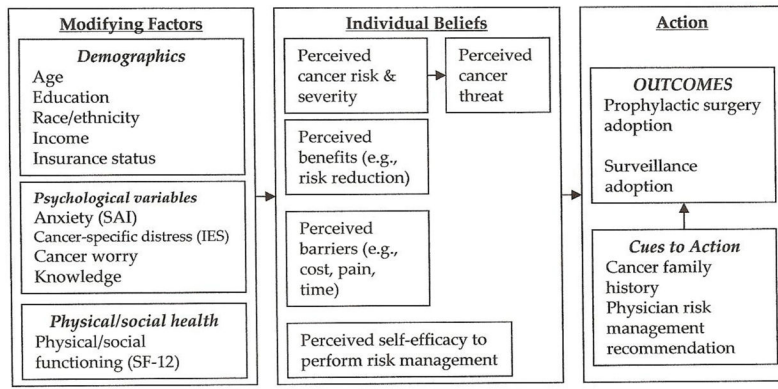 Modifying Factors
Demographics
Age
Education
Race/ethnicity
Income
Insurance status
Psychological variables
Anxiety (SAI)
Cancer-specific distress (IES)
Cancer worry
Knowledge
Physical/social health
Physical/social
functioning (SF-12)
Individual Beliefs
Perceived
cancer risk &
severity
Perceived
cancer
threat
Perceived
benefits (e.g.,
risk reduction)
Perceived
barriers (e.g.,
cost, pain,
time)
Perceived self-efficacy to
perform risk management
Action
OUTCOMES
Prophylactic surgery
adoption
Surveillance
adoption
Cues to Action
Cancer family
history
Physician risk
management
recommendation